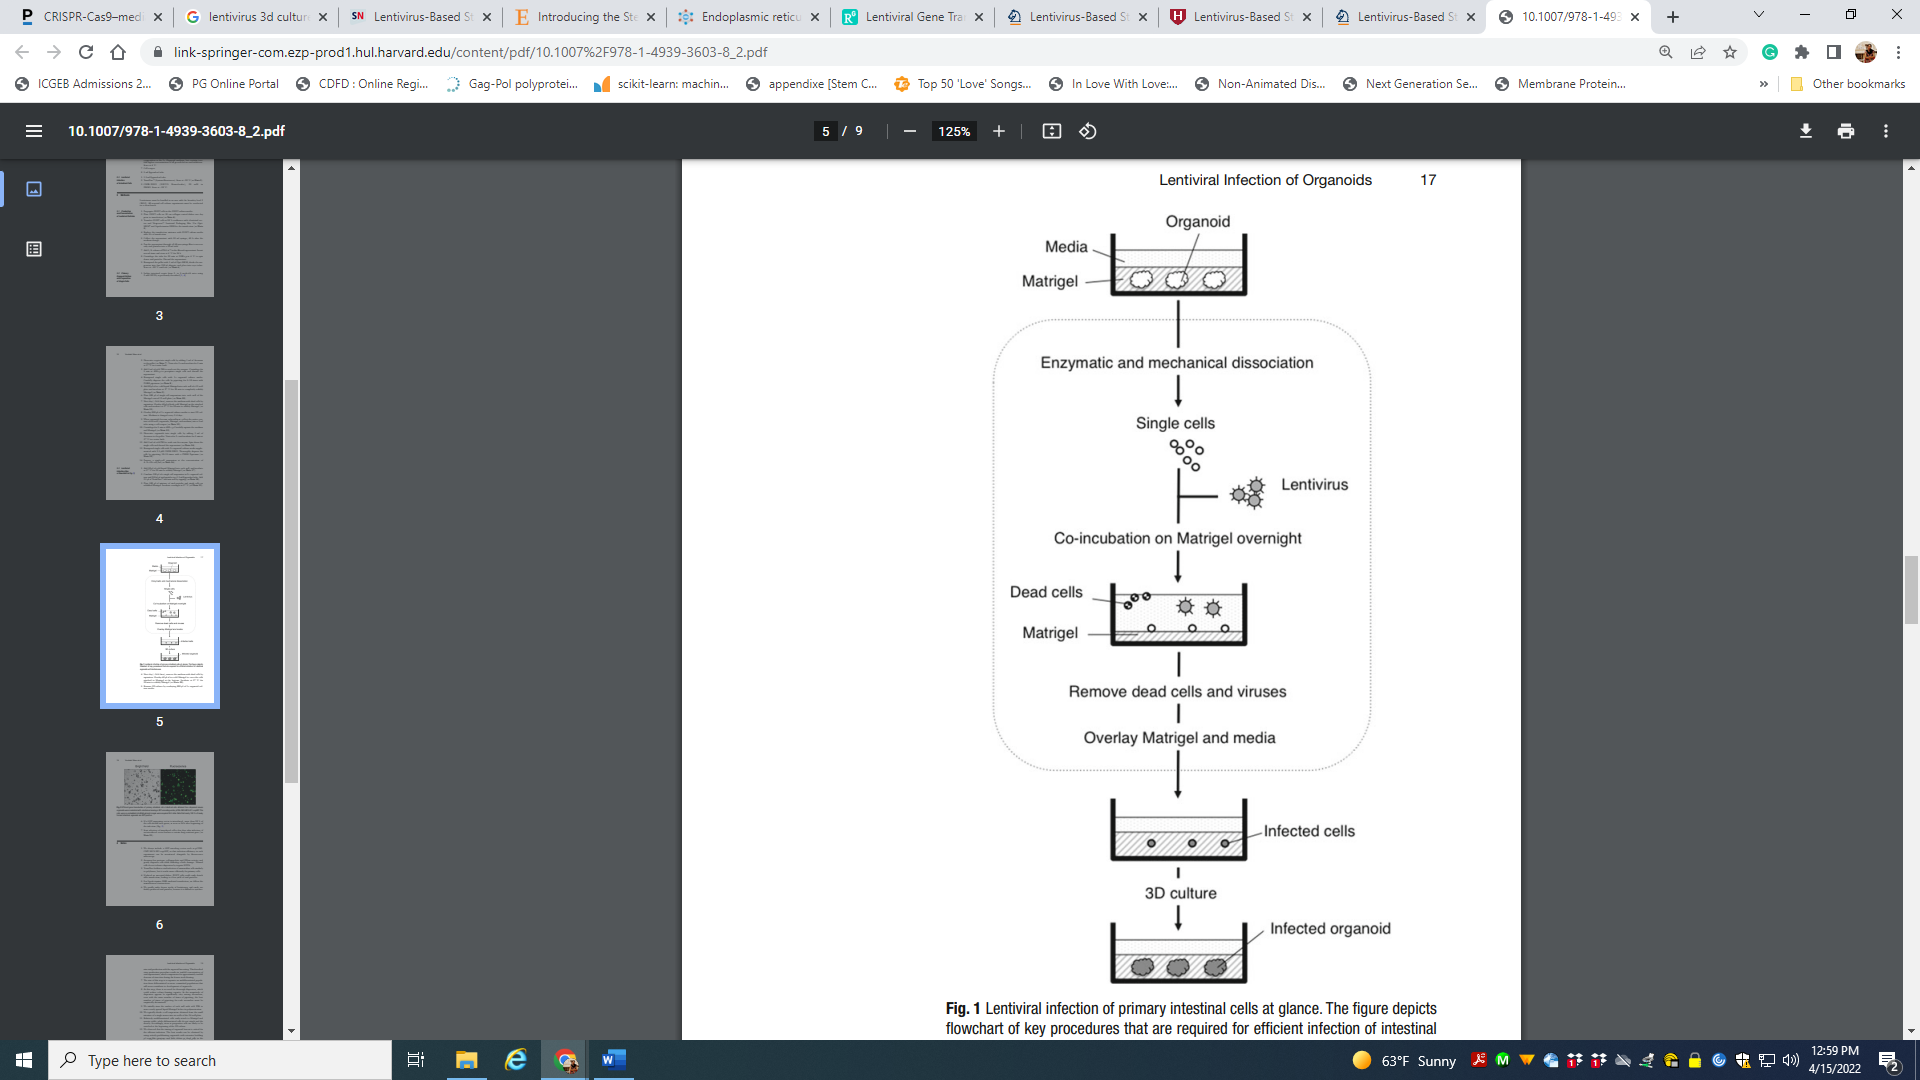 CRISPR-Cas9–med
lentivirus 3d cultur
Lentivirus-Based St
Introducing the Ste
Endoplasmic reticu
Lentiviral Gene Tra
Lentivirus-Based St
Lentivirus-Based St
Lentivirus-Based St
10.1007/978-1-493
link-springer-com.ezp-prod1.hul.harvard.edu/content/pdf/10.1007%2F978-1-4939-3603-8_2.pdf
ICGEB Admissions 2...
PG Online Portal
CDFD : Online Regi...
Gag-Pol polyprotei...
scikit-learn: machin...
appendixe [Stem C...
Top 50 'Love' Songs...
In Love With Love:...
Non-Animated Dis...
Next Generation Se...
Membrane Protein...
»
Other bookmarks
10.1007/978-1-4939-3603-8_2.pdf
5 / 9
125%
3
4
5
6
Lentiviral Infection of Organoids 17
Organoid
Media
Matrigel
Enzymatic and mechanical dissociation
Single cells
Lentivirus
Co-incubation on Matrigel overnight
Dead cells
Matrigel
Remove dead cells and viruses
Overlay Matrigel and media
Infected cells
3D culture
Infected organoid
Fig. 1 Lentiviral infection of primary intestinal cells at glance. The figure depicts
flowchart of key procedures that are required for efficient infection of intestinal
Type here to search
63°F Sunny
12:59 PM
4/15/2022
2